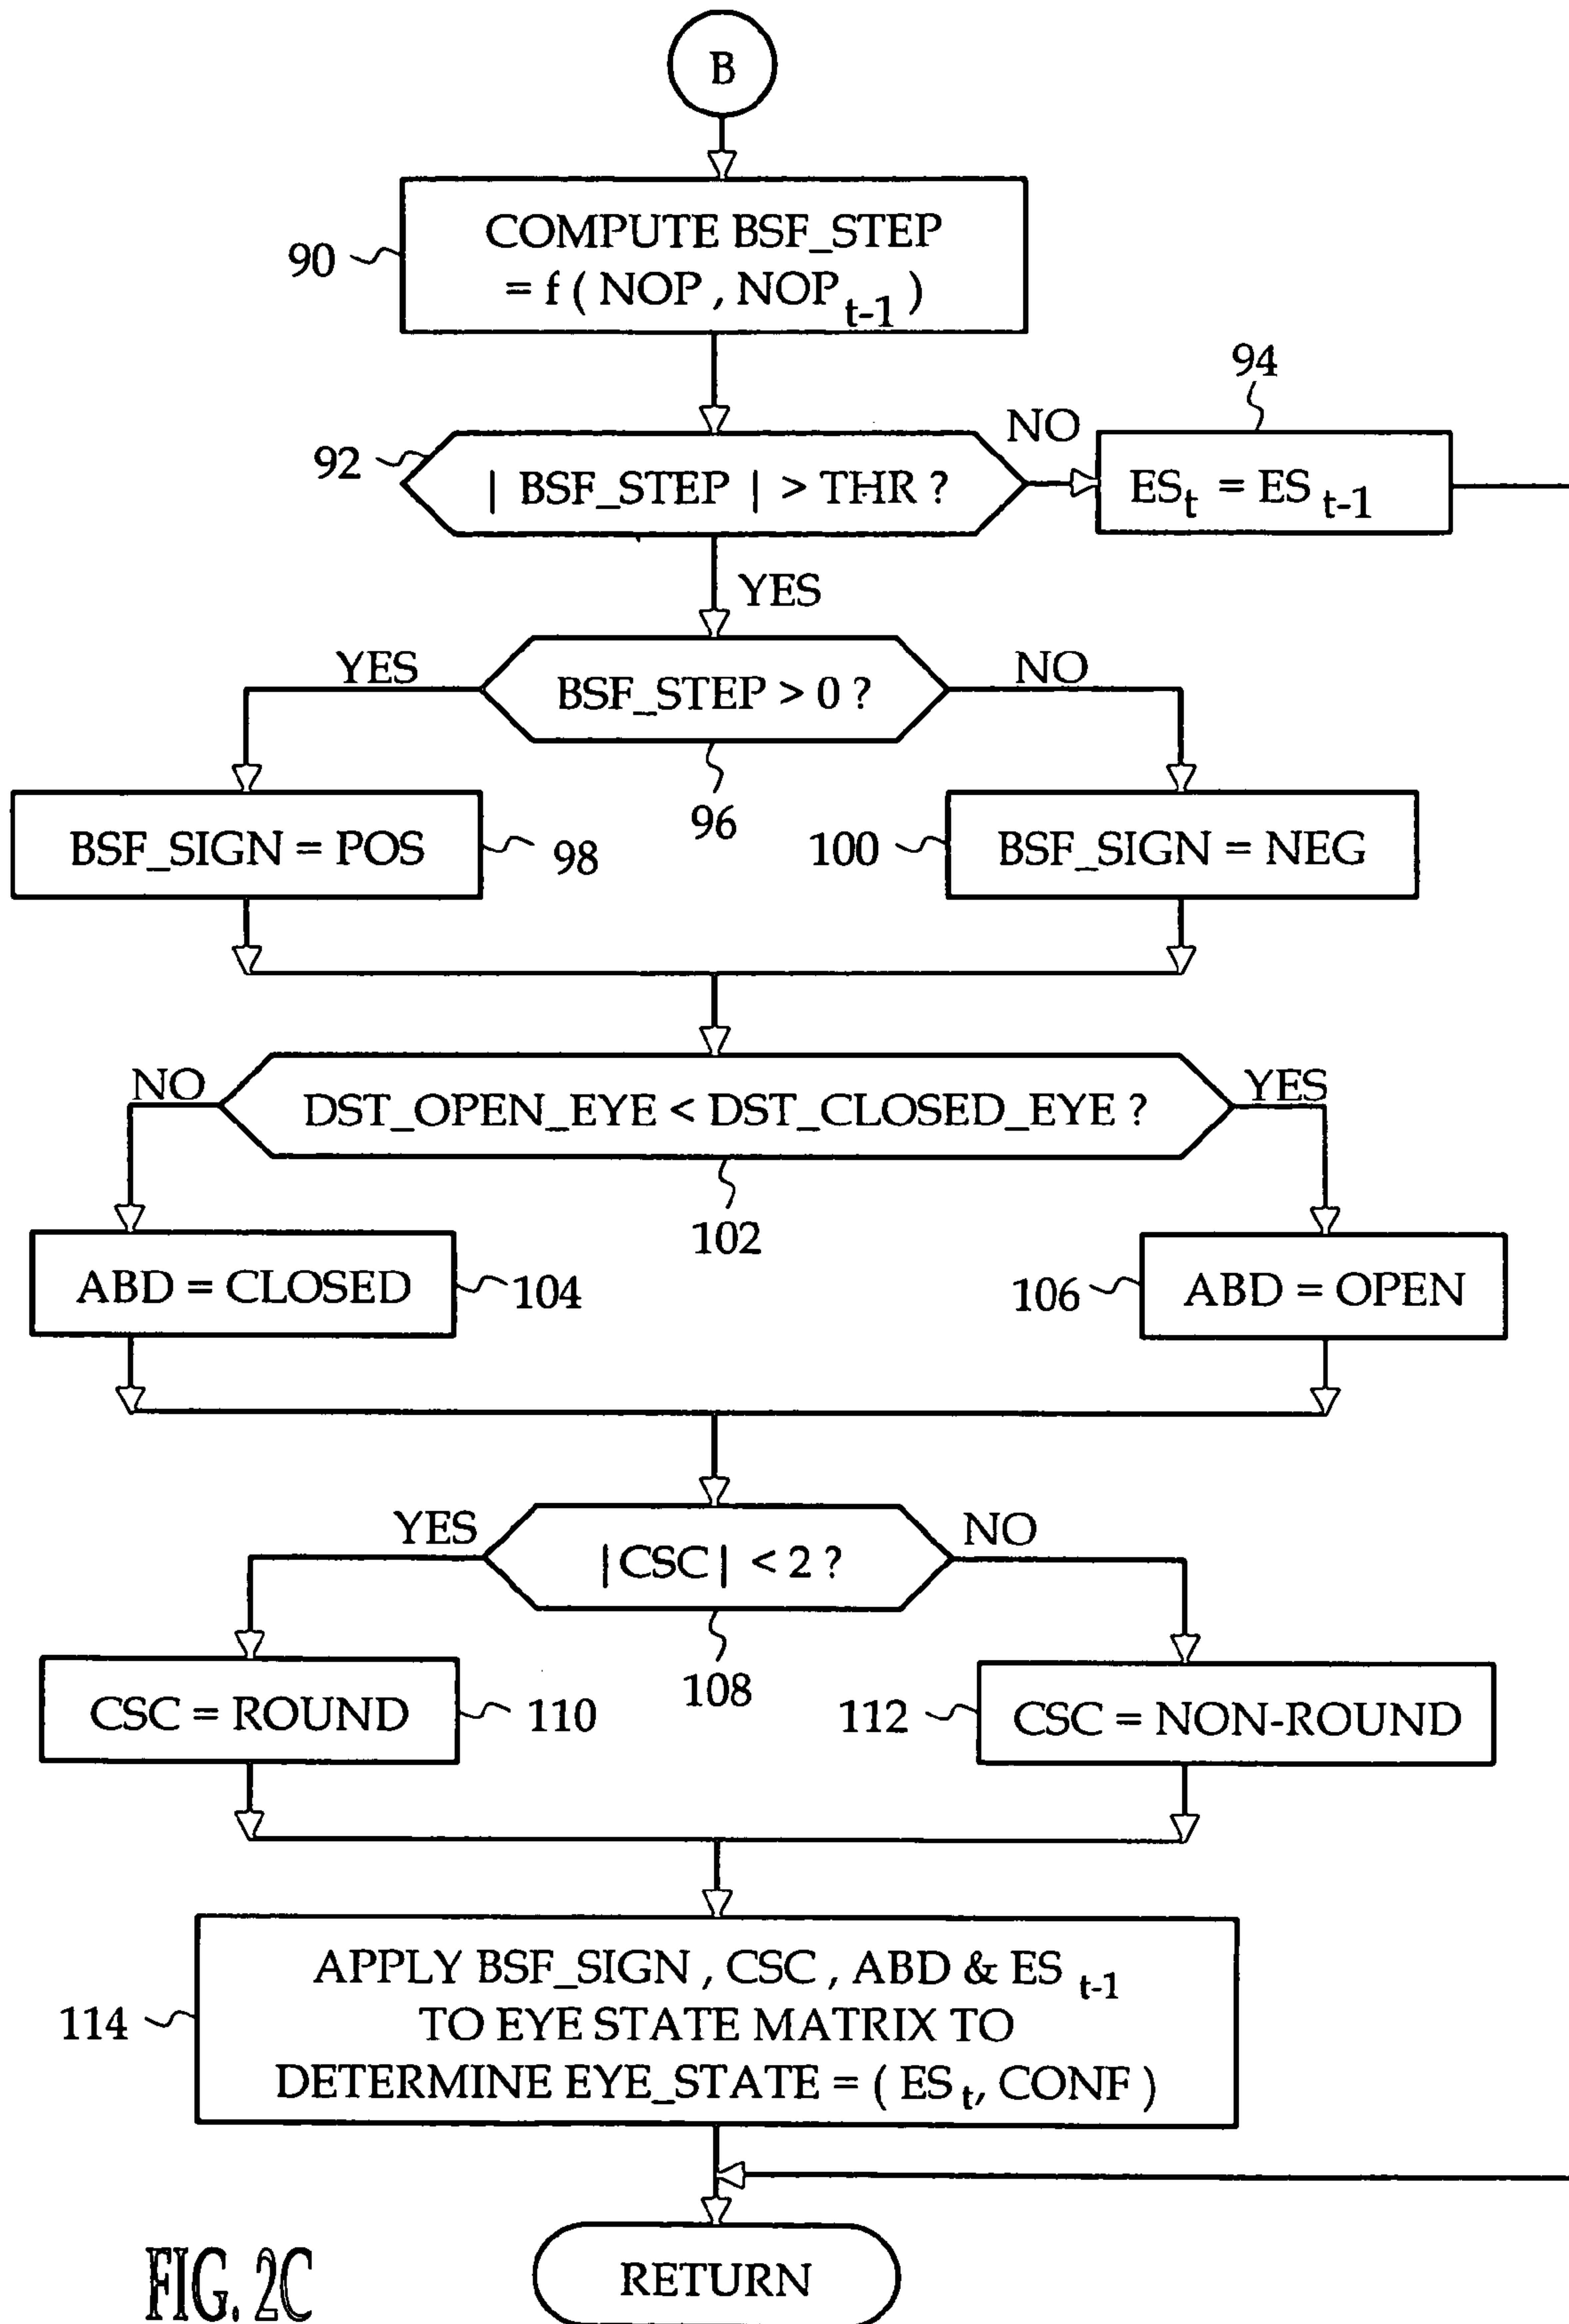 B
COMPUTE BSF_STEP
= f ( NOP , NOP t-1 )
90
94
NO
92
| BSF_STEP | > THR ?
ES t = ES t-1
YES
YES
NO
BSF_STEP > 0 ?
96
BSF_SIGN = POS
98
100
BSF_SIGN = NEG
NO
YES
DST_OPEN_EYE < DST_CLOSED_EYE ?
102
ABD = CLOSED
104
106
ABD = OPEN
YES
NO
| CSC | < 2 ?
108
CSC = ROUND
110
112
CSC = NON-ROUND
APPLY BSF_SIGN , CSC , ABD & ES t-1
114
TO EYE STATE MATRIX TO
DETERMINE EYE_STATE = ( ES t, CONF )
RETURN
FIG. 2C